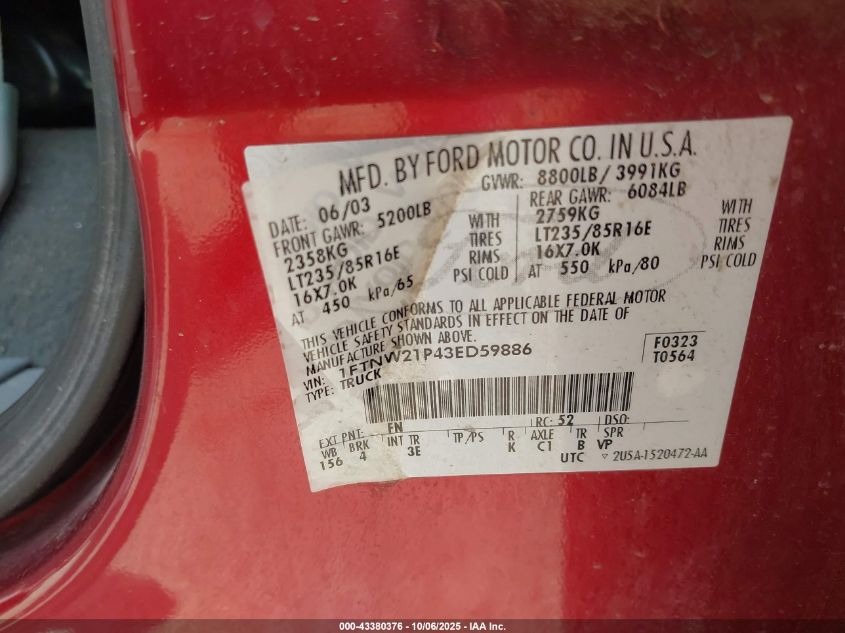 MFD. BY FORD MOTOR CO. IN U.S.A.
DATE: 06/03 GVWR: 8800LB/ 3991KG
FRONT GAWR: 5200LB REAR GAWR: 6084LB
2358KG WITH 2759KG WITH
LT235/85R16E TIRES LT235/85R16E TIRES
16X7.0K RIMS 16X7.0K RIMS
AT 450 kPa/65 PSI COLD AT 550 kPa/80 PSI COLD
THIS VEHICLE CONFORMS TO ALL APPLICABLE FEDERAL MOTOR
VEHICLE SAFETY STANDARDS IN EFFECT ON THE DATE OF
MANUFACTURE SHOWN ABOVE.
VIN: 1FTNW21P43ED59886 F0323
TYPE: TRUCK T0564
EXT PNT: FN RC: 52 DSO:
WB BRK INT TR TP/PS R AXLE TR SPR
156 4 3E K C1 B VP
UTC ▽ 2USA-1520472-AA
000-43380376 - 10/06/2025 - IAA Inc.